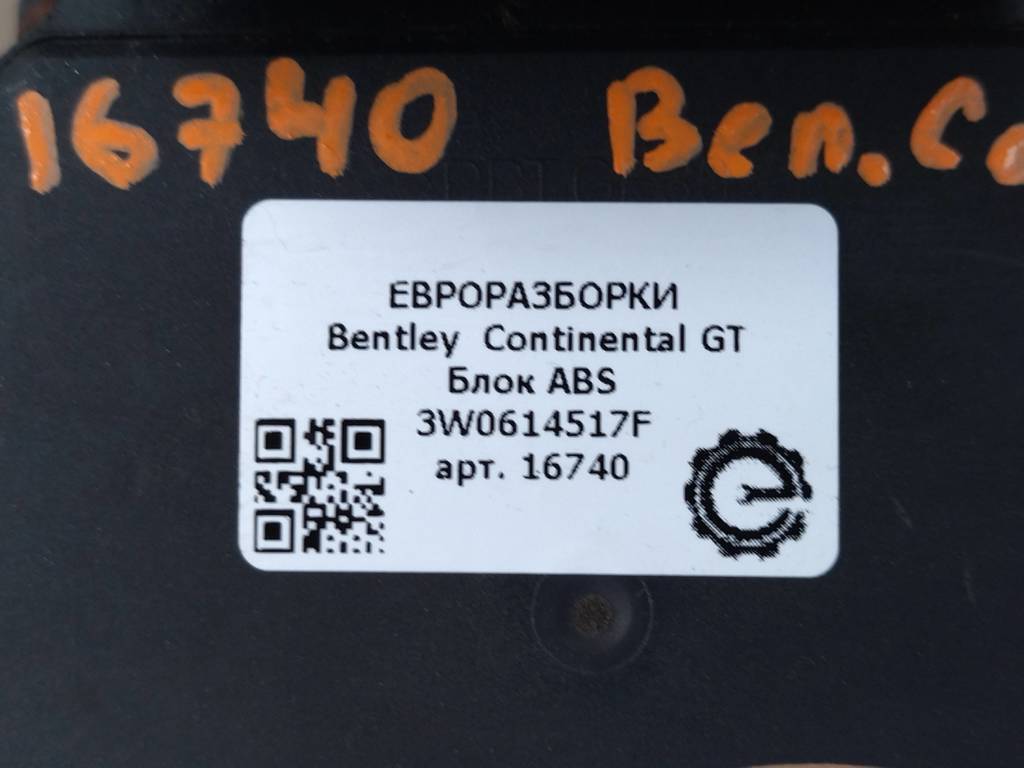 16740 Ben. Co
ЕВРОРАЗБОРКИ
Bentley Continental GT
Блок ABS
3W0614517F
арт. 16740